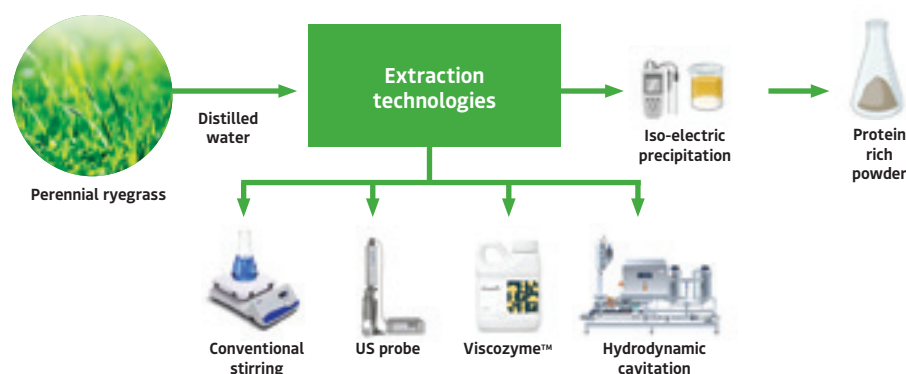 Extraction
technologies
Distilled
water
Perennial ryegrass
Iso-electric
precipitation
Protein
rich
powder
Conventional
stirring
US probe
Viscozyme™
Hydrodynamic
cavitation